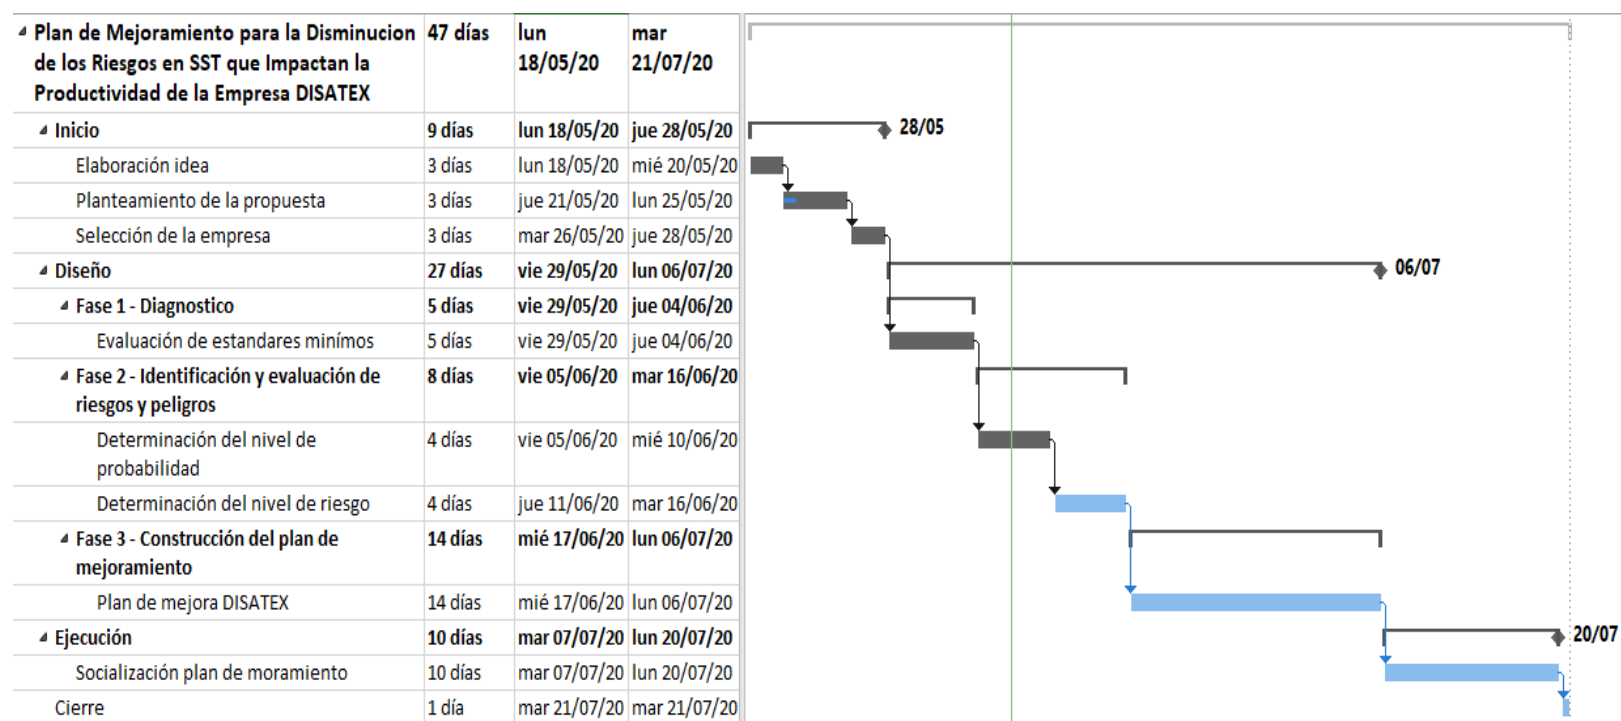 Plan de Mejoramiento para la Disminucion 47 días lun mar
de los Riesgos en SST que Impactan la 18/05/20 21/07/20
Productividad de la Empresa DISATEX
Inicio 9 días lun 18/05/20 jue 28/05/20 28/05
Elaboración idea 3 días lun 18/05/20 mié 20/05/20
Planteamiento de la propuesta 3 días jue 21/05/20 lun 25/05/20
Selección de la empresa 3 días mar 26/05/20 jue 28/05/20
Diseño 27 días vie 29/05/20 lun 06/07/20 06/07
Fase 1 - Diagnostico 5 días vie 29/05/20 jue 04/06/20
Evaluación de estandares minímos 5 días vie 29/05/20 jue 04/06/20
Fase 2 - Identificación y evaluación de 8 días vie 05/06/20 mar 16/06/20
riesgos y peligros
Determinación del nivel de 4 días vie 05/06/20 mié 10/06/20
probabilidad
Determinación del nivel de riesgo 4 días jue 11/06/20 mar 16/06/20
Fase 3 - Construcción del plan de 14 días mié 17/06/20 lun 06/07/20
mejoramiento
Plan de mejora DISATEX 14 días mié 17/06/20 lun 06/07/20
Ejecución 10 días mar 07/07/20 lun 20/07/20 20/07
Socialización plan de moramiento 10 días mar 07/07/20 lun 20/07/20
Cierre 1 día mar 21/07/20 mar 21/07/20